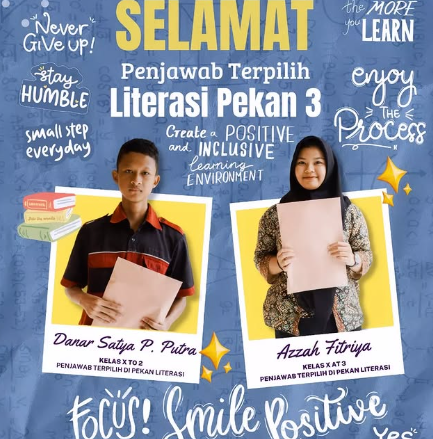 SELAMAT
Penjawab Terpilih
Literasi Pekan 3
Never
GiVE UP!
the MORE
you LEARN
stay
HUMBLE
enjoy
THE
Process
small step
everyday
Create a POSITIVE
and INCLUSIVE
learning
ENVIRONMENT
Danar Satya P. Putra
KELAS X TO 2
PENJAWAB TERPILIH DI PEKAN LITERASI
Azzah Fitriya
KELAS X AT 3
PENJAWAB TERPILIH DI PEKAN LITERASI
FOCUS! Smile Positive
Yes